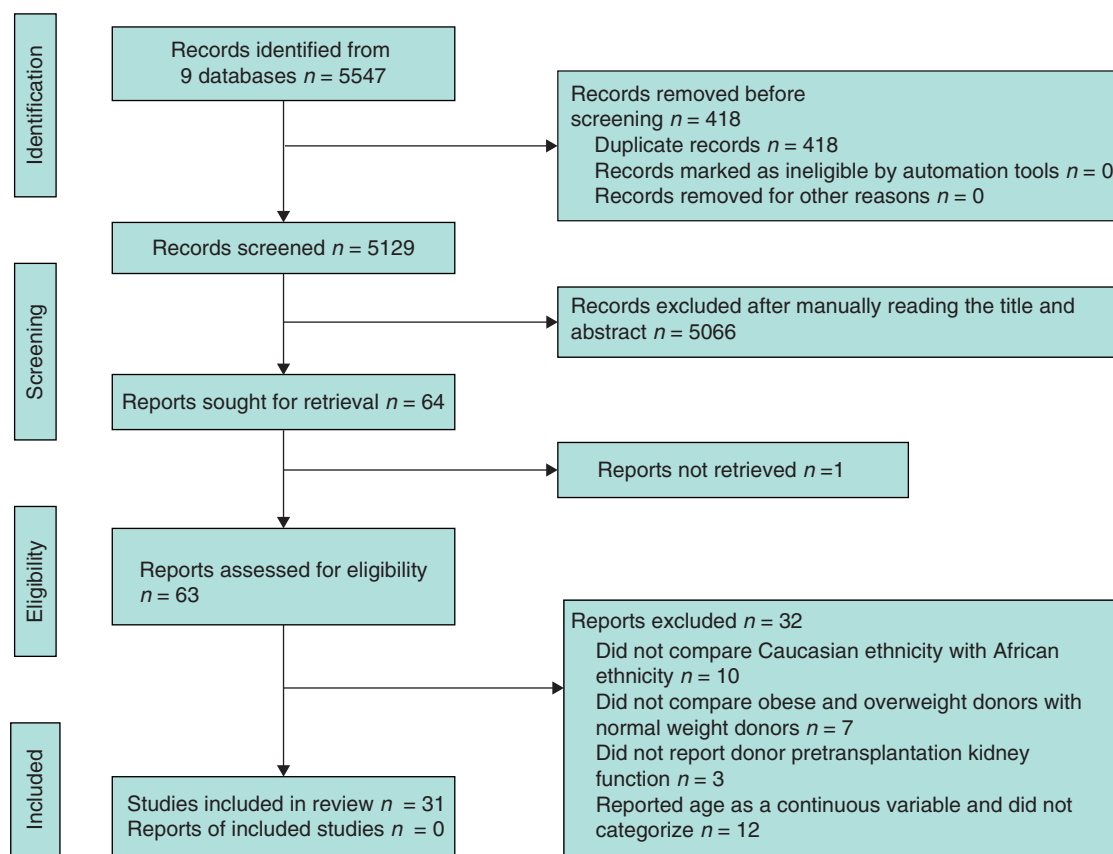 Identification
Records identified from
9 databases n = 5547
Records removed before
screening n = 418
Duplicate records n = 418
Records marked as ineligible by automation tools n = 0
Records removed for other reasons n = 0
Screening
Records screened n = 5129
Records excluded after manually reading the title and
abstract n = 5066
Reports sought for retrieval n = 64
Reports not retrieved n =1
Eligibility
Reports assessed for eligibility
n = 63
Reports excluded n = 32
Did not compare Caucasian ethnicity with African
ethnicity n = 10
Did not compare obese and overweight donors with
normal weight donors n = 7
Did not report donor pretransplantation kidney
function n = 3
Reported age as a continuous variable and did not
categorize n = 12
Included
Studies included in review n = 31
Reports of included studies n = 0